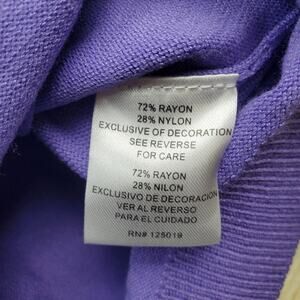 72% RAYON
28% NYLON
EXCLUSIVE OF DECORATION
SEE REVERSE
FOR CARE
72% RAYON
28% NILON
EXCLUSIVO DE DECORACION
VER AL REVERSO
PARA EL CUIDADO
RN# 125019